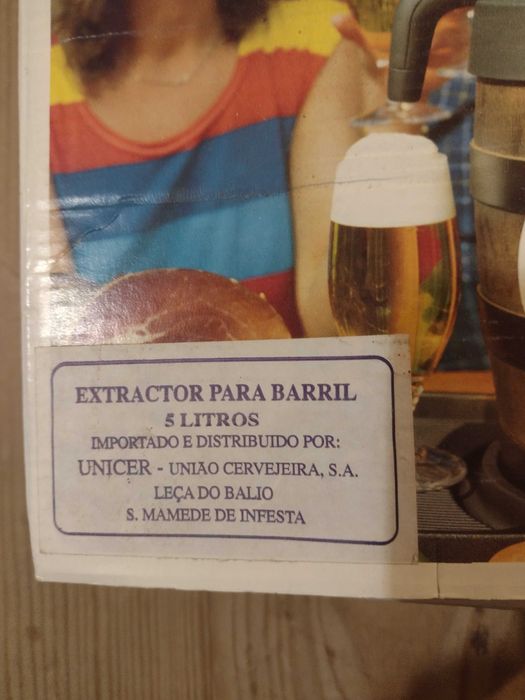 EXTRACTOR PARA BARRIL
5 LITROS
IMPORTADO E DISTRIBUIDO POR:
UNICER - UNIÃO CERVEJEIRA, S.A.
LEÇA DO BALIO
S. MAMEDE DE INFESTA